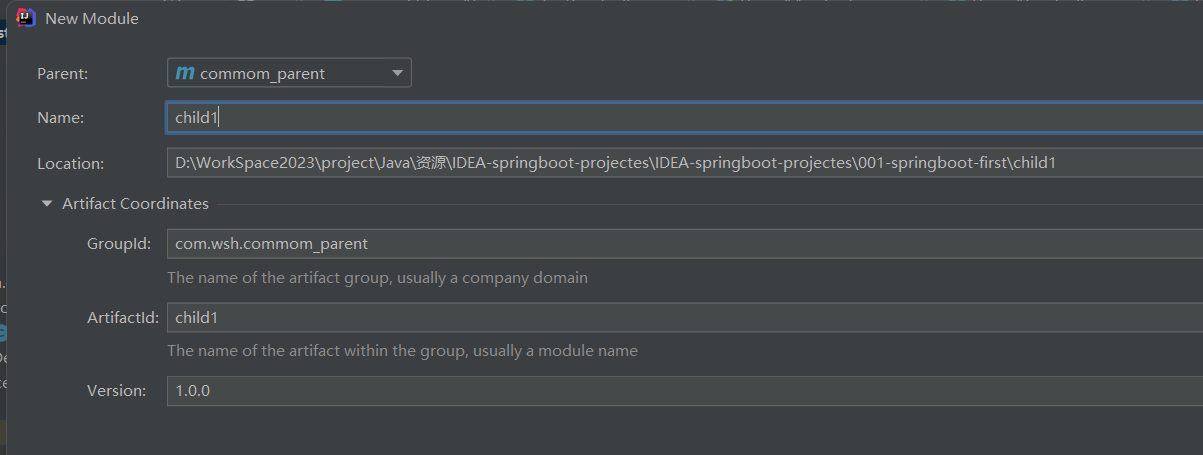 New Module
Parent:
commom_parent
Name:
child1
Location:
D:\WorkSpace2023\project\Java\资源\IDEA-springboot-projectes\IDEA-springboot-projectes\001-springboot-first\child1
Artifact Coordinates
GroupId:
com.wsh.commom_parent
The name of the artifact group, usually a company domain
ArtifactId:
child1
The name of the artifact within the group, usually a module name
Version:
1.0.0